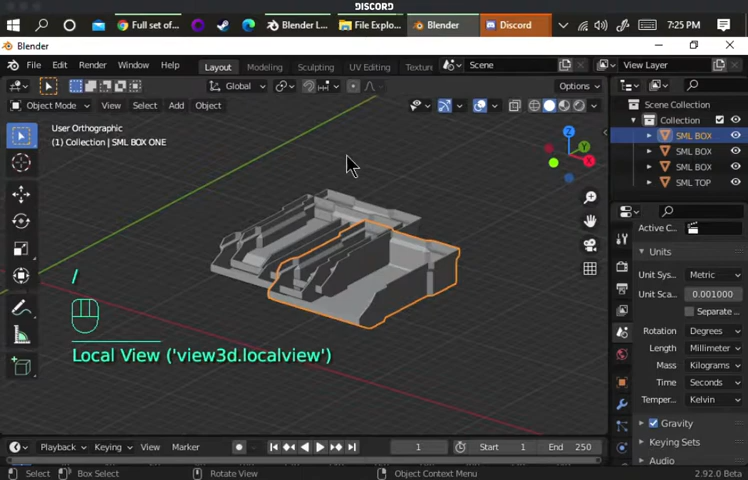 DISCORD
Full set of...
Blender L...
File Explo...
Blender
Discord
7:25 PM
Blender
File Edit Render Window Help Layout Modeling Sculpting UV Editing Textur Scene View Layer
Global Options
Object Mode View Select Add Object
User Orthographic
(1) Collection | SML BOX ONE
Z
Y
X
/
Local View ('view3d.localview')
Scene Collection
Collection
SML BOX
SML BOX
SML BOX
SML TOP
Active C...
Units
Unit Sys... Metric
Unit Sca... 0.001000
Separate
Rotation Degrees
Length Millimeter
Mass Kilograms
Time Seconds
Temper... Kelvin
Gravity
Keying Sets
Audio
Playback Keying View Marker 1 Start 1 End 250
Select Box Select Rotate View Object Context Menu 2.92.0 Beta